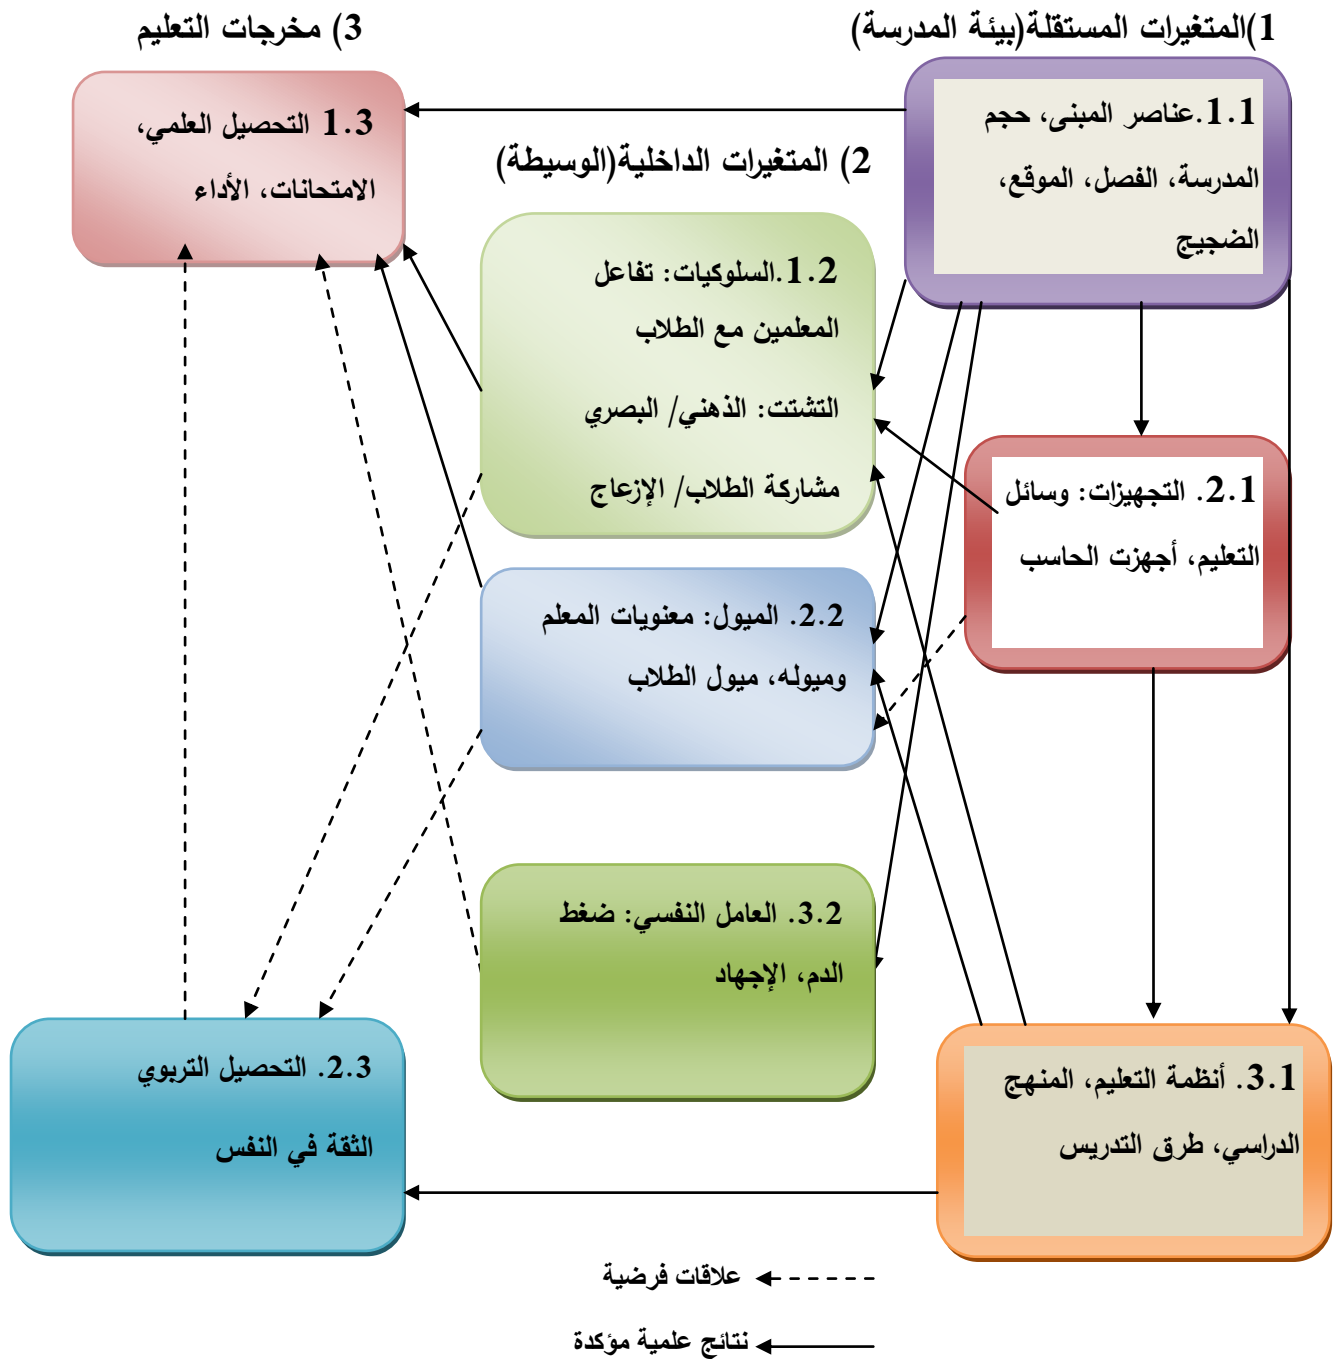 1)المتغيرات المستقلة(بيئة المدرسة)
1.1.عناصر المبنى، حجم
المدرسة، الفصل، الموقع،
الضجيج
2.1. التجهيزات: وسائل
التعليم، أجهزت الحاسب
3.1. أنظمة التعليم، المنهج
الدراسي، طرق التدريس
2) المتغيرات الداخلية(الوسيطة)
1.2.السلوكيات: تفاعل
المعلمين مع الطلاب
التشتت: الذهني/ البصري
مشاركة الطلاب/ الإزعاج
2.2. الميول: معنويات المعلم
وميوله، ميول الطلاب
3.2. العامل النفسي: ضغط
الدم، الإجهاد
3) مخرجات التعليم
1.3 التحصيل العلمي،
الامتحانات، الأداء
2.3. التحصيل التربوي
الثقة في النفس
علاقات فرضية
نتائج علمية مؤكدة